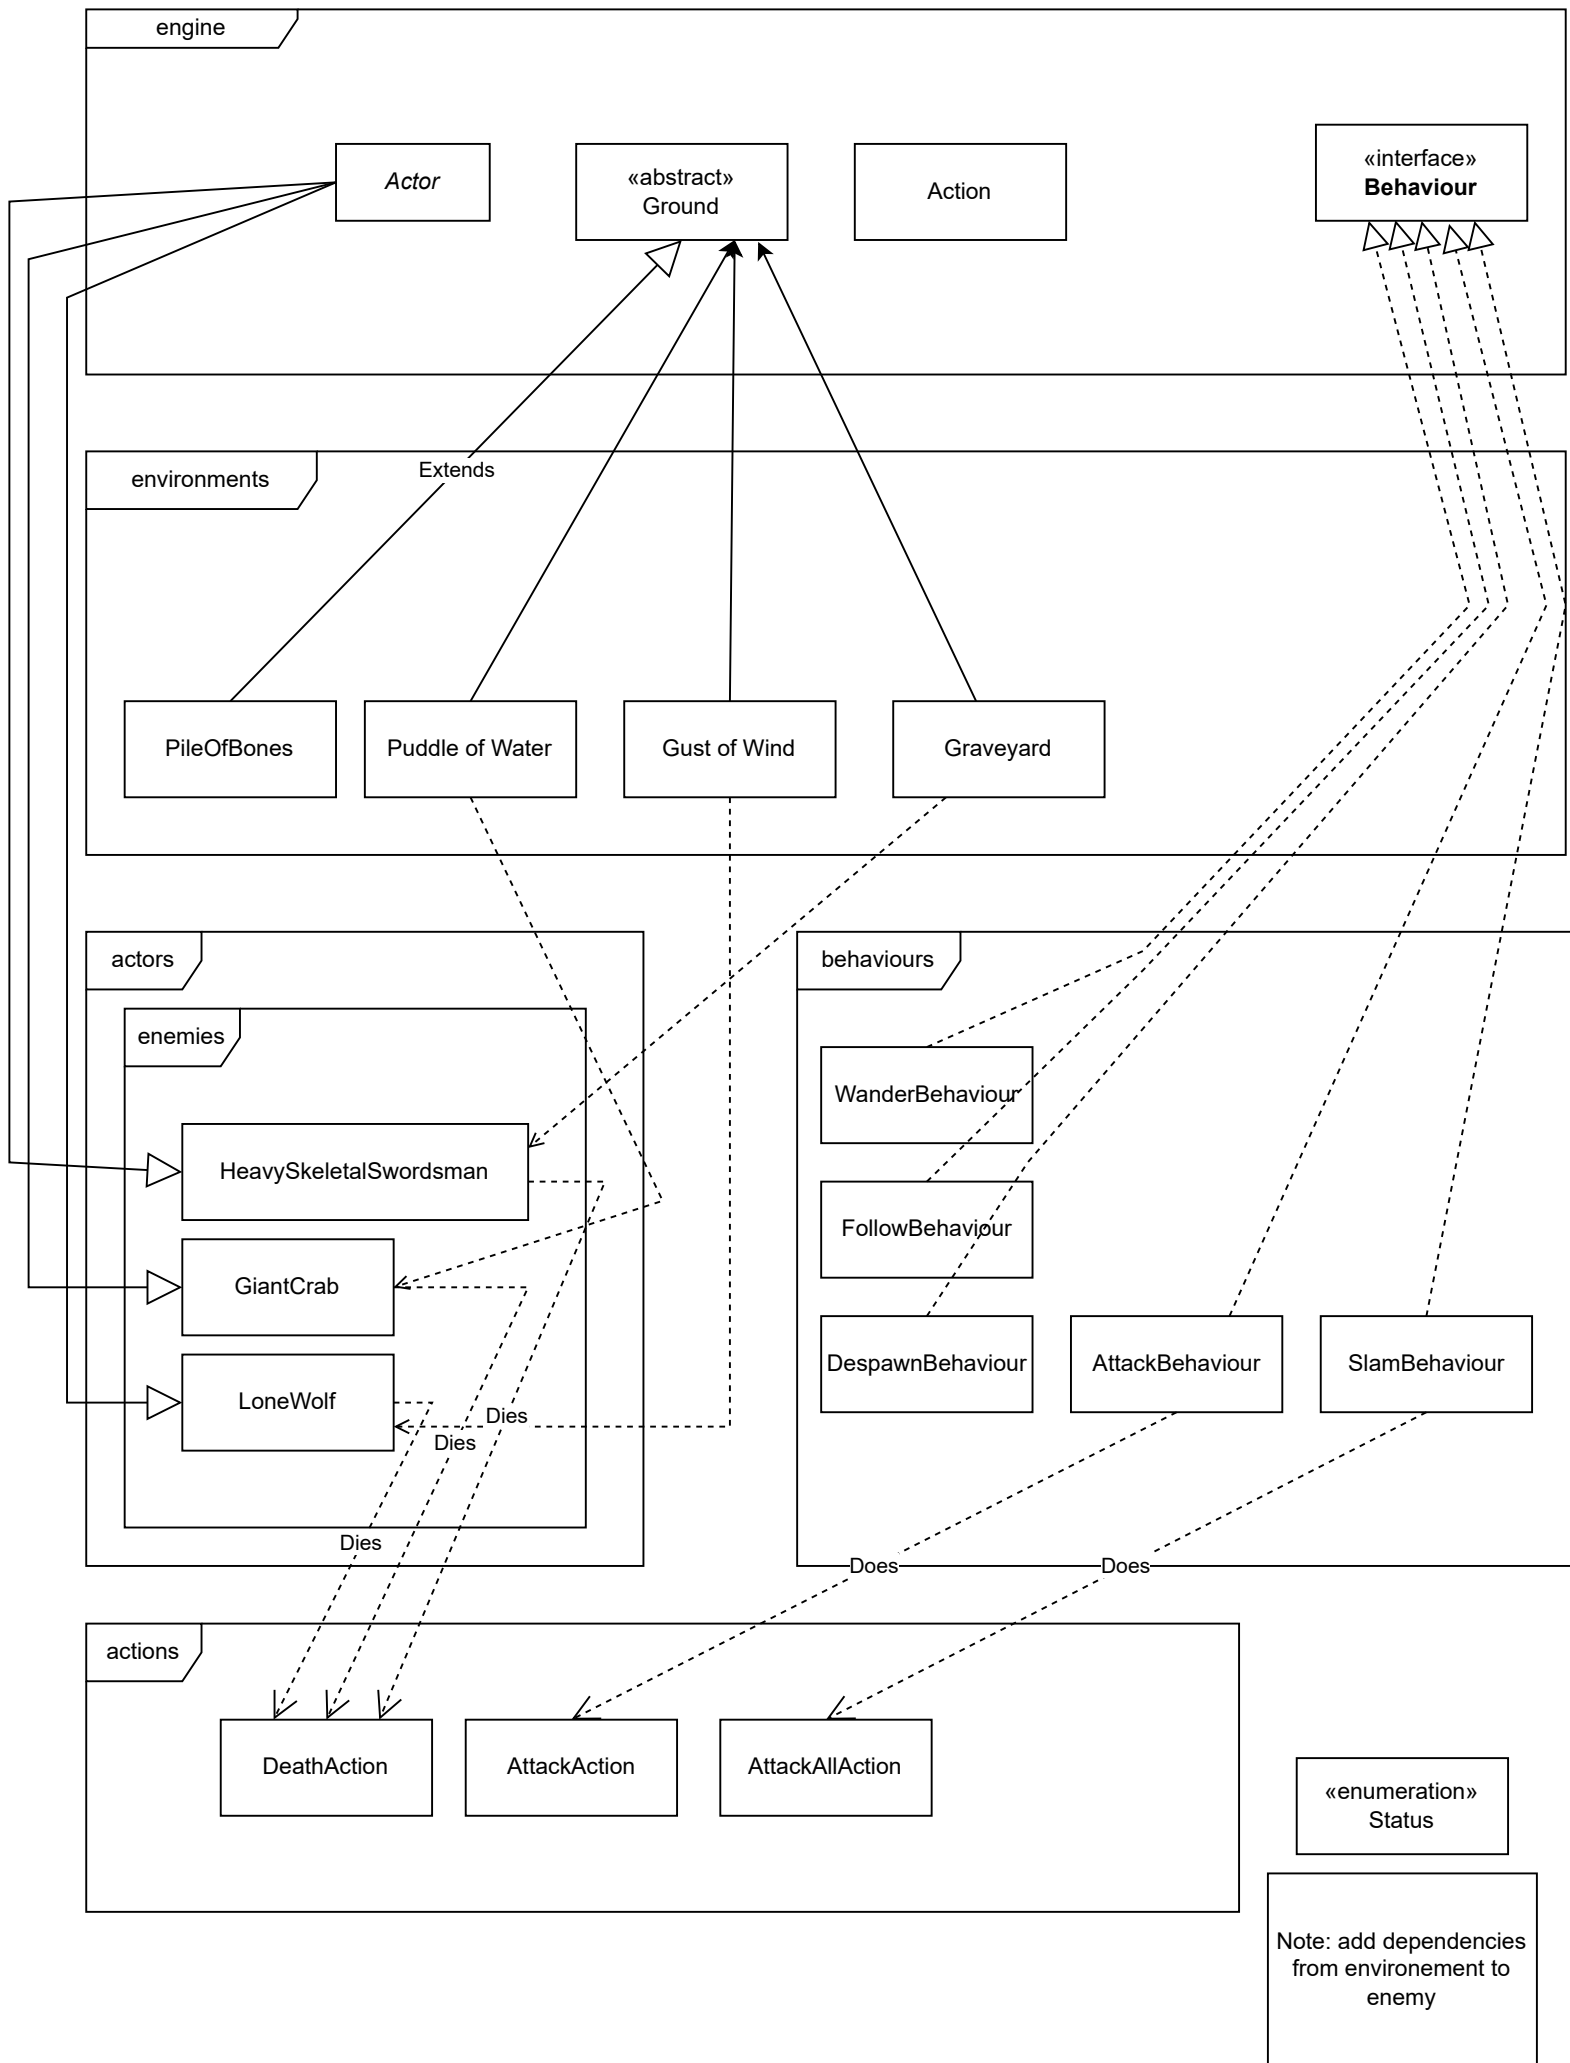 engine
Actor
«abstract»
Ground
Action
«interface»
Behaviour
environments
Extends
PileOfBones
Puddle of Water
Gust of Wind
Graveyard
actors
behaviours
enemies
WanderBehaviour
HeavySkeletalSwordsman
FollowBehaviour
GiantCrab
DespawnBehaviour
AttackBehaviour
SlamBehaviour
LoneWolf
Dies
Dies
Dies
Does
Does
actions
DeathAction
AttackAction
AttackAllAction
«enumeration»
Status
Note: add dependencies
from environement to
enemy